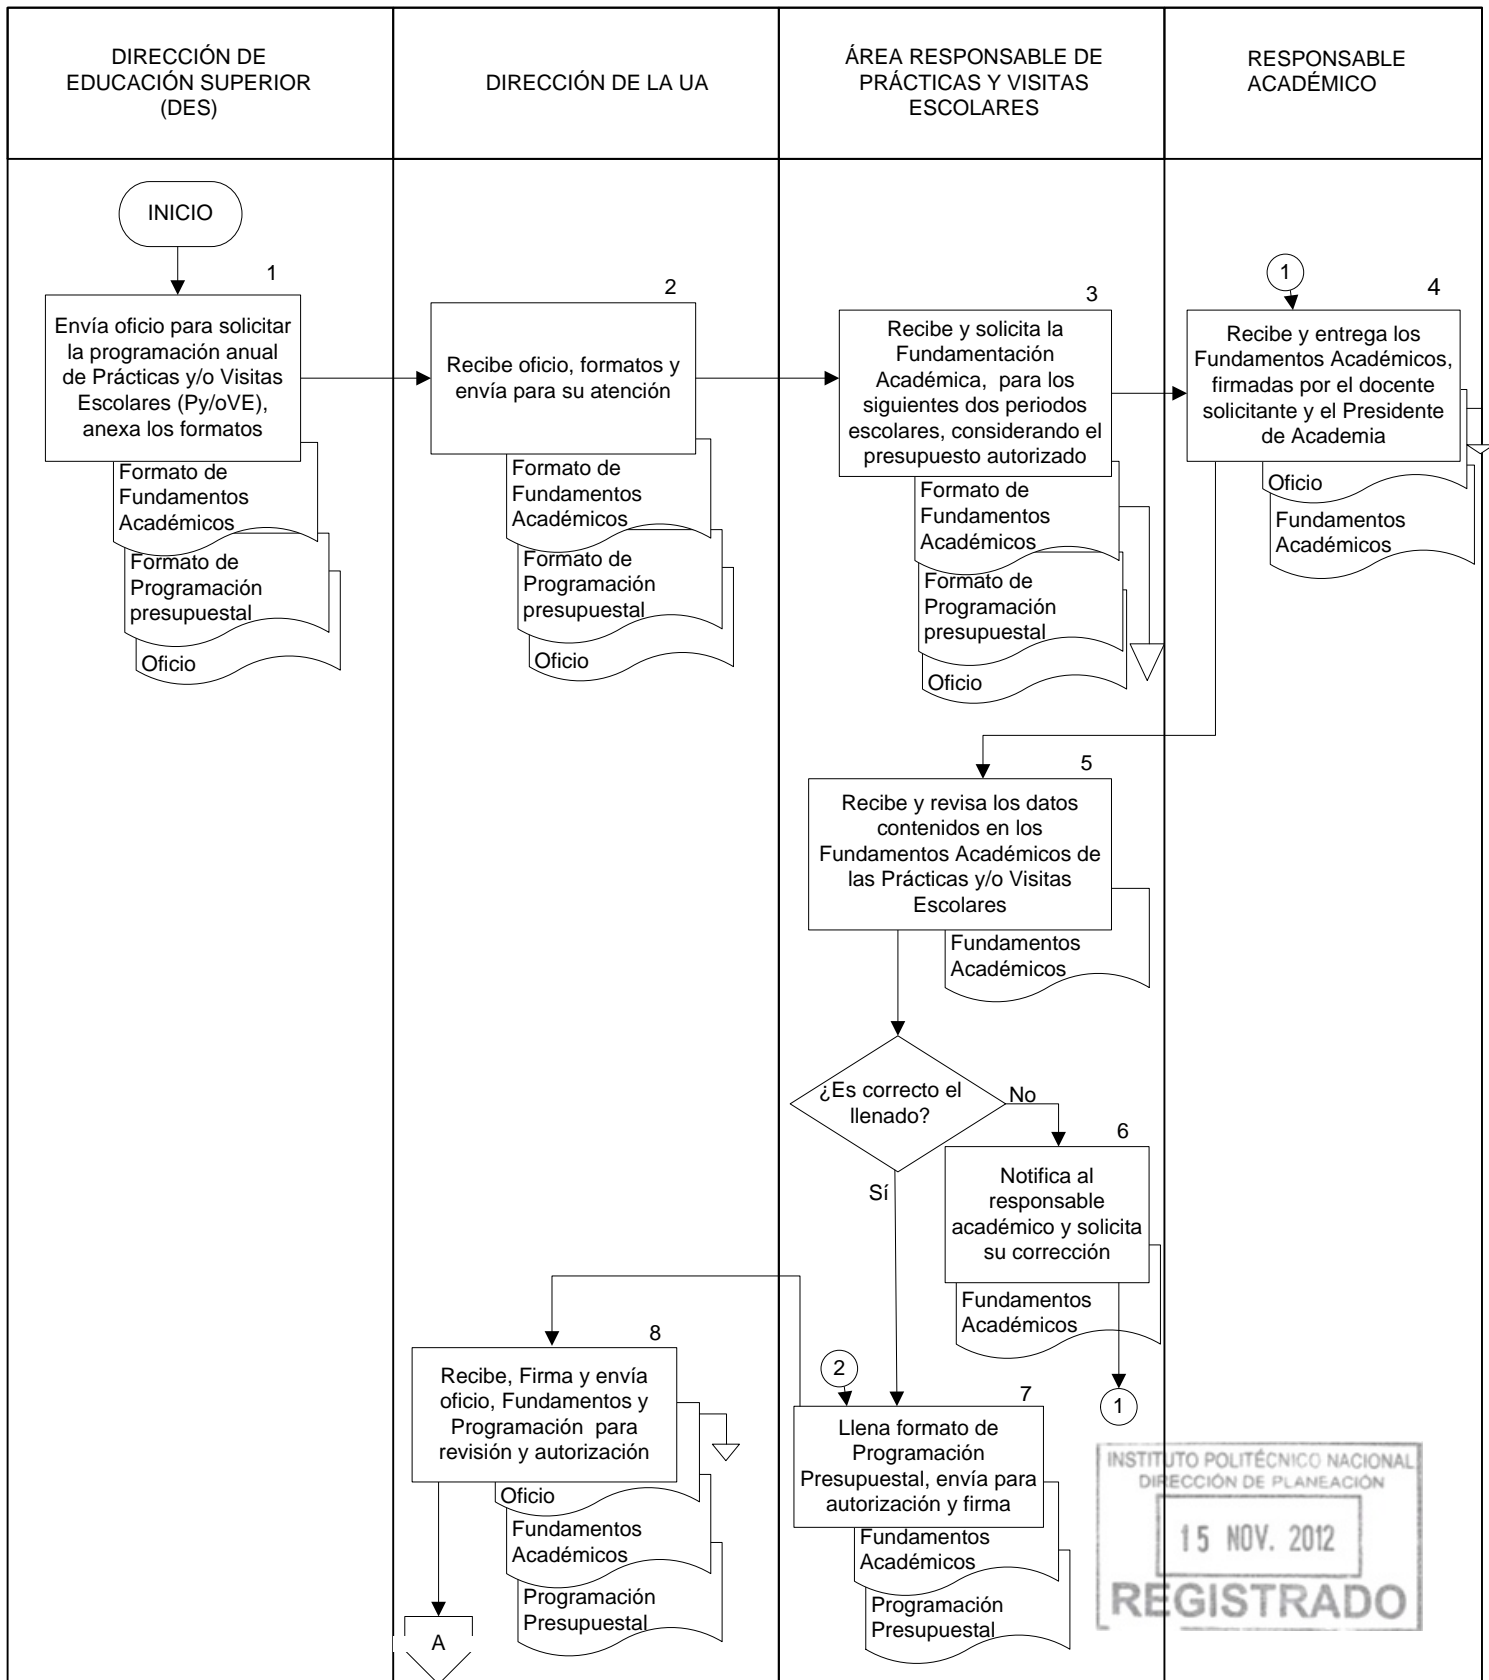 DIRECCIÓN DE
EDUCACIÓN SUPERIOR
(DES)
DIRECCIÓN DE LA UA
ÁREA RESPONSABLE DE
PRÁCTICAS Y VISITAS
ESCOLARES
RESPONSABLE
ACADÉMICO
INICIO
1
Envía oficio para solicitar
la programación anual
de Prácticas y/o Visitas
Escolares (Py/oVE),
anexa los formatos
Formato de
Fundamentos
Académicos
Formato de
Programación
presupuestal
Oficio
2
Recibe oficio, formatos y
envía para su atención
Formato de
Fundamentos
Académicos
Formato de
Programación
presupuestal
Oficio
3
Recibe y solicita la
Fundamentación
Académica, para los
siguientes dos periodos
escolares, considerando el
presupuesto autorizado
Formato de
Fundamentos
Académicos
Formato de
Programación
presupuestal
Oficio
1
4
Recibe y entrega los
Fundamentos Académicos,
firmadas por el docente
solicitante y el Presidente
de Academia
Oficio
Fundamentos
Académicos
5
Recibe y revisa los datos
contenidos en los
Fundamentos Académicos de
las Prácticas y/o Visitas
Escolares
Fundamentos
Académicos
¿Es correcto el
llenado?
No
Sí
6
Notifica al
responsable
académico y solicita
su corrección
Fundamentos
Académicos
1
2
7
Llena formato de
Programación
Presupuestal, envía para
autorización y firma
Fundamentos
Académicos
Programación
Presupuestal
8
Recibe, Firma y envía
oficio, Fundamentos y
Programación para
revisión y autorización
Oficio
Fundamentos
Académicos
Programación
Presupuestal
A
INSTITUTO POLITÉCNICO NACIONAL
DIRECCIÓN DE PLANEACIÓN
15 NOV. 2012
REGISTRADO